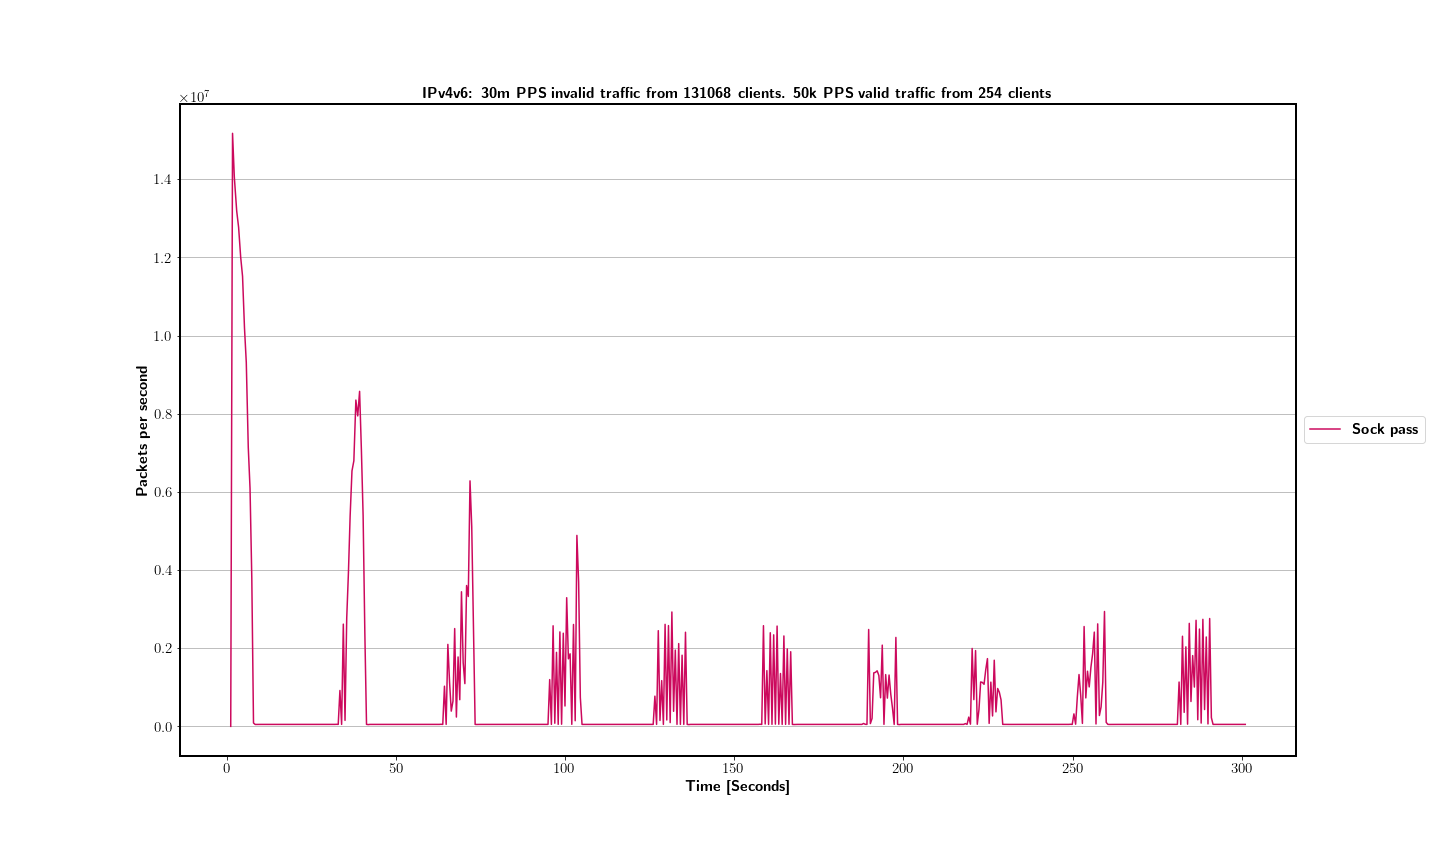 IPv4v6: 30m PPS invalid traffic from 131068 clients. 50k PPS valid traffic from 254 clients
×10⁷
1.4
1.2
1.0
0.8
0.6
0.4
0.2
0.0
Packets per second
0 50 100 150 200 250 300
Time [Seconds]
Sock pass